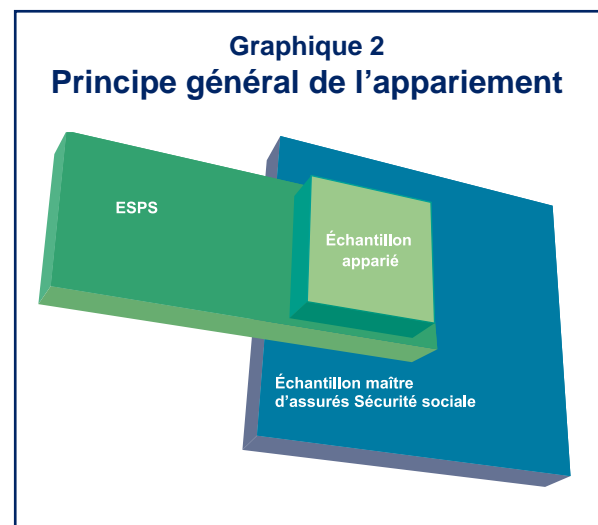 Graphique 2
Principe général de l’appariement
ESPS
Échantillon
apparié
Échantillon maître
d'assurés Sécurité sociale